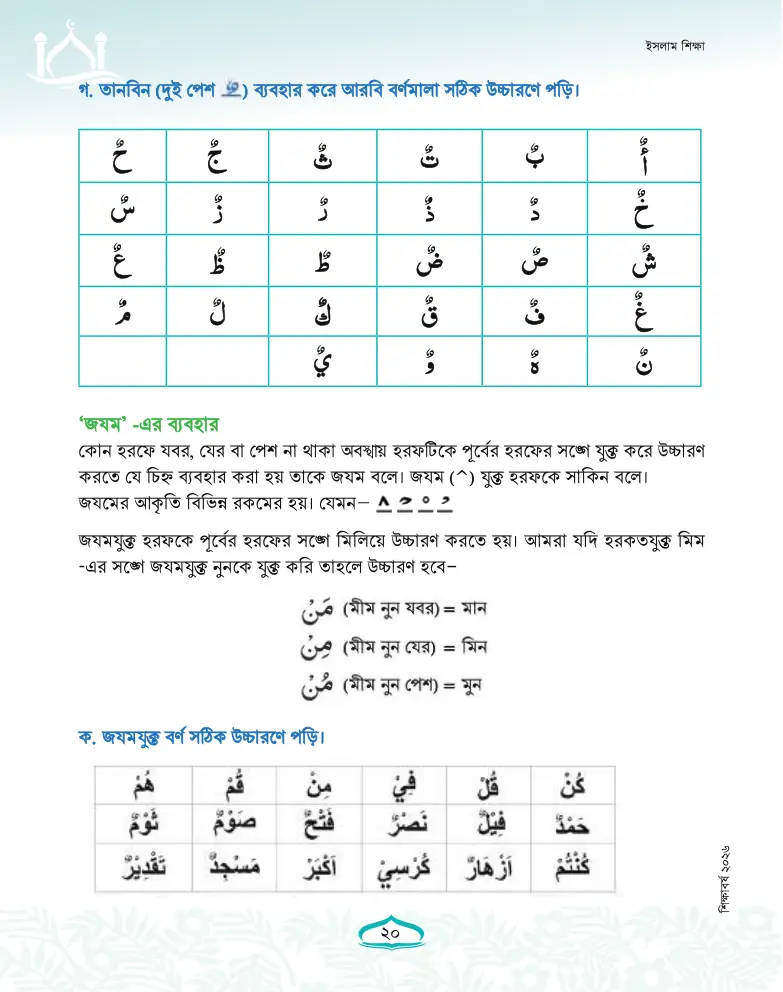 ইসলাম শিক্ষা
গ. তানবিন (দুই পেশ ـٌ) ব্যবহার করে আরবি বর্ণমালা সঠিক উচ্চারণে পড়ি।
أٌ بٌ تٌ ثٌ جٌ حٌ
خٌ دٌ ذٌ رٌ زٌ سٌ
شٌ صٌ ضٌ طٌ ظٌ عٌ
غٌ فٌ قٌ كٌ لٌ مٌ
نٌ هٌ وٌ يٌ
‘জযম’ -এর ব্যবহার
কোন হরফে যবর, যের বা পেশ না থাকা অবস্থায় হরফটিকে পূর্বের হরফের সঙ্গে যুক্ত করে উচ্চারণ
করতে যে চিহ্ন ব্যবহার করা হয় তাকে জযম বলে। জযম (^) যুক্ত হরফকে সাকিন বলে।
জযমের আকৃতি বিভিন্ন রকমের হয়। যেমন–
জযমযুক্ত হরফকে পূর্বের হরফের সঙ্গে মিলিয়ে উচ্চারণ করতে হয়। আমরা যদি হরকতযুক্ত মিম
-এর সঙ্গে জযমযুক্ত নুনকে যুক্ত করি তাহলে উচ্চারণ হবে–
مَنْ (মীম নুন যবর) = মান
مِنْ (মীম নুন যের) = মিন
مُنْ (মীম নুন পেশ) = মুন
ক. জযমযুক্ত বর্ণ সঠিক উচ্চারণে পড়ি।
كُنْ قُلْ فِيْ مِنْ قُمْ هُمْ
حَمْدٌ فِيْلٌ نَصْرٌ فَتْحٌ صَوْمٌ ثَوْمٌ
كُنْتُمْ اَزْهَارٌ كُرْسِيْ اَكْبَرْ مَسْجِدٌ تَقْدِيْرٌ
শিক্ষাবর্ষ ২০২৬
২০